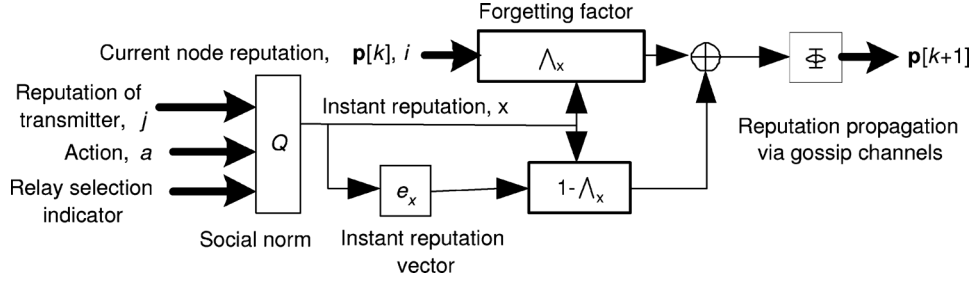 Forgetting factor
Current node reputation, p[k], i
Λx
Φ
p[k+1]
Reputation of
transmitter, j
Instant reputation, x
Action, a
Q
Reputation propagation
via gossip channels
Relay selection
indicator
ex
1-Λx
Social norm
Instant reputation
vector